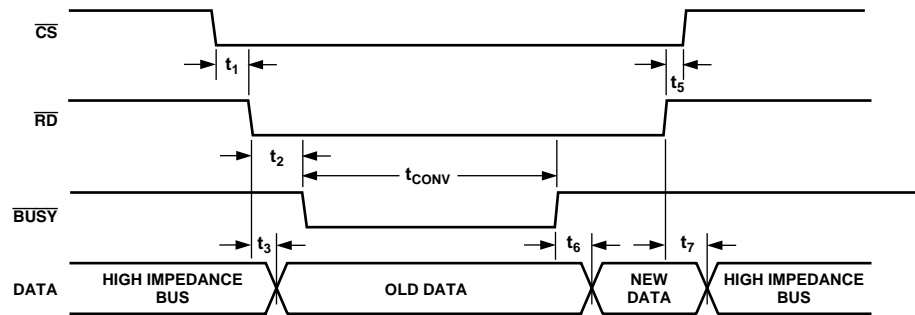 CS
t1
t5
RD
t2
tCONV
BUSY
t3
t6
t7
DATA
HIGH IMPEDANCE
BUS
OLD DATA
NEW
DATA
HIGH IMPEDANCE
BUS